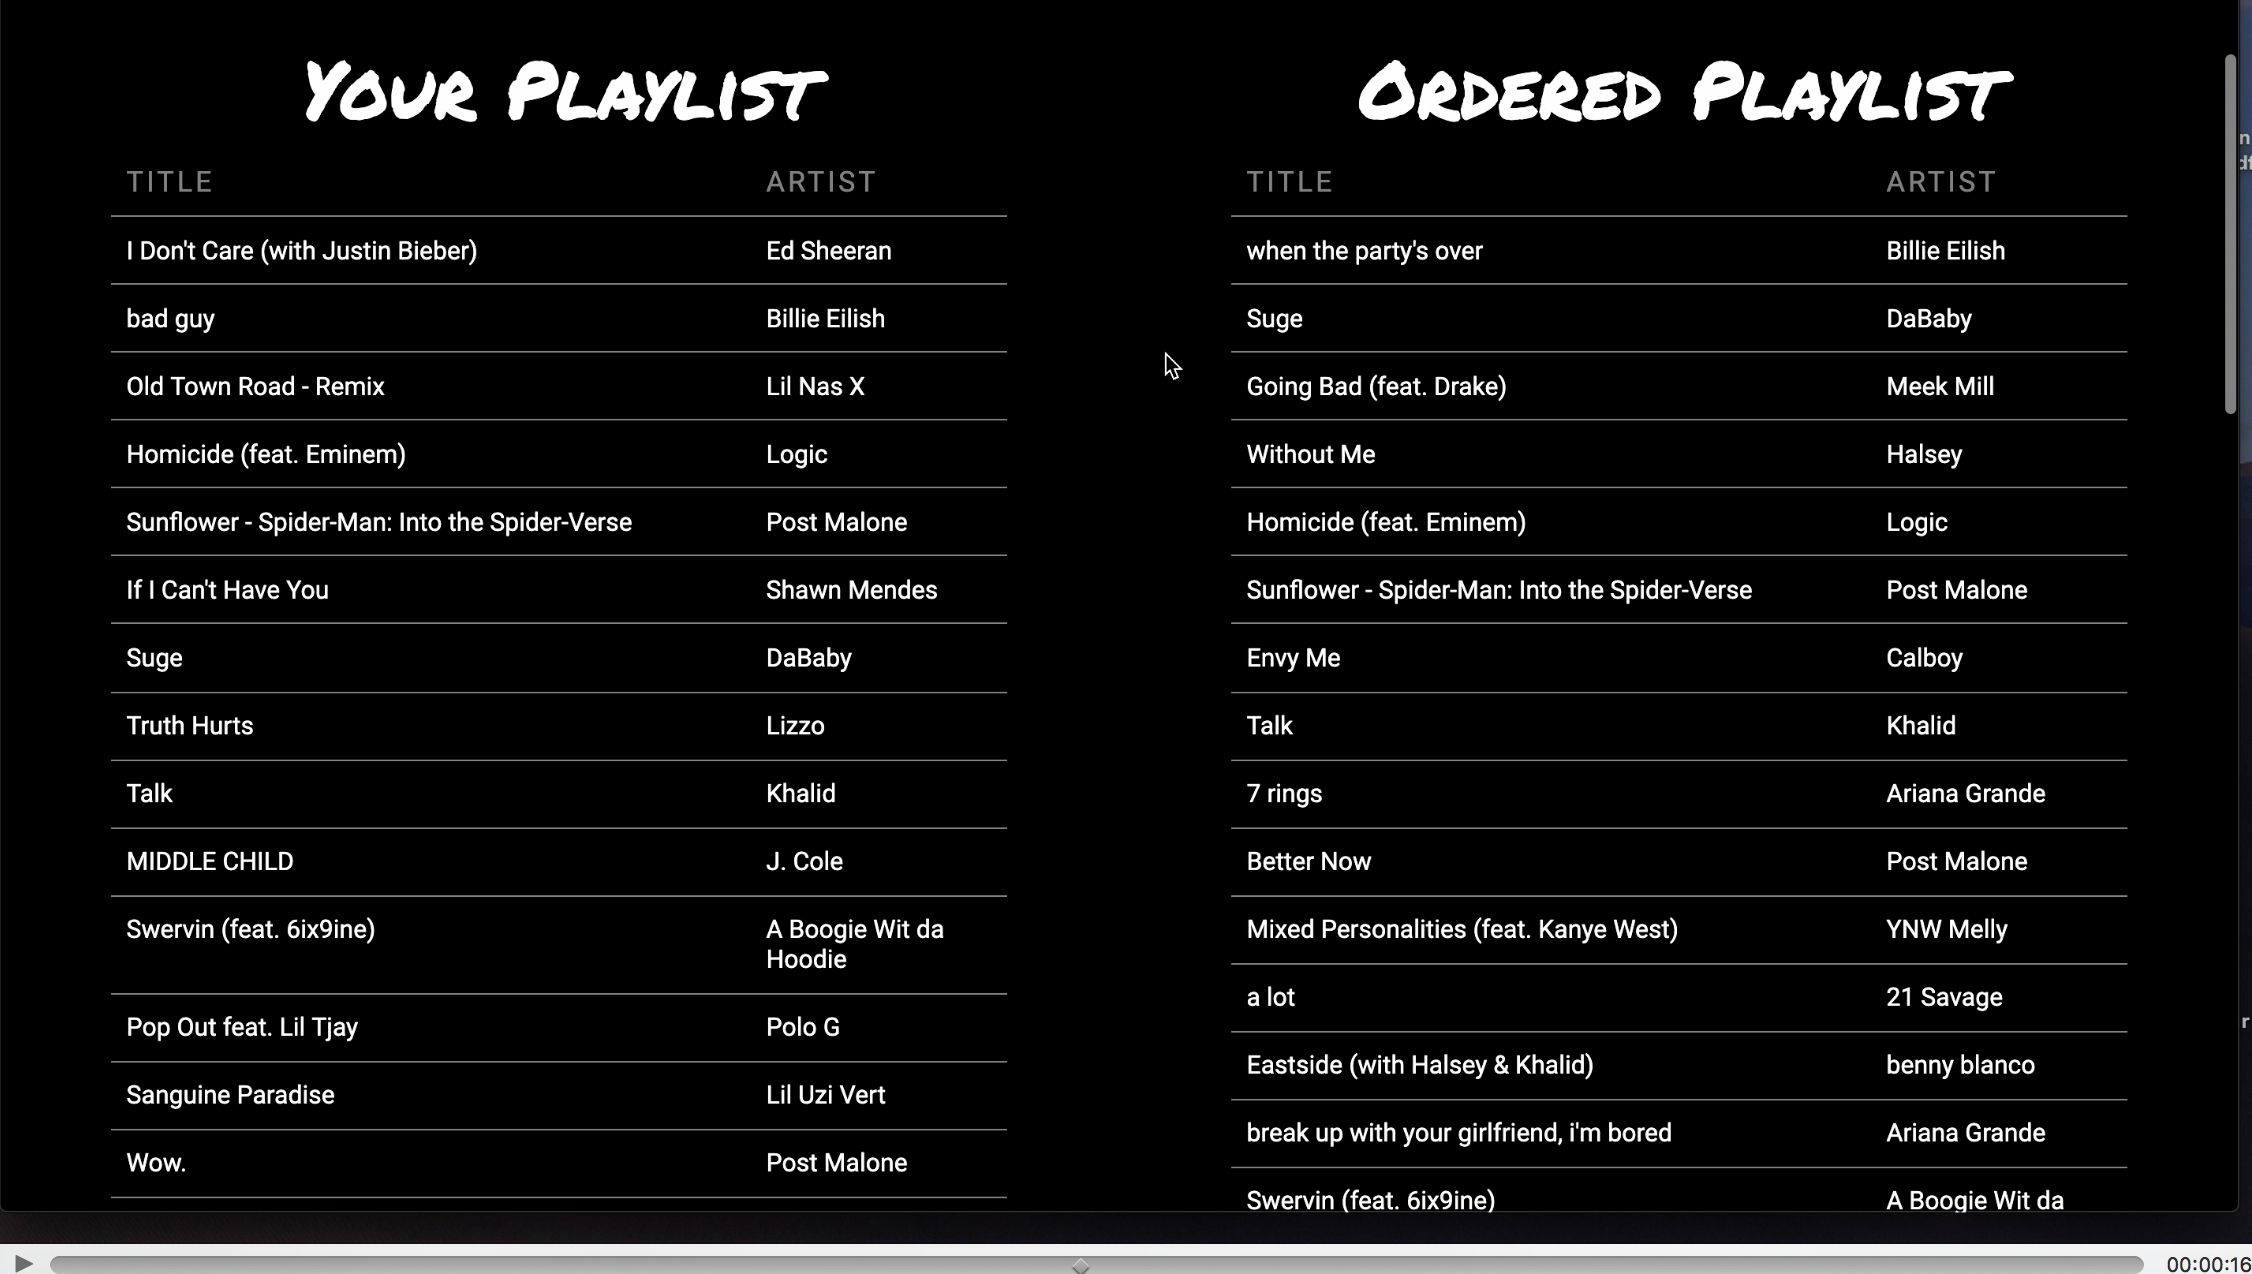 Your Playlist
TITLE ARTIST
I Don't Care (with Justin Bieber) Ed Sheeran
bad guy Billie Eilish
Old Town Road - Remix Lil Nas X
Homicide (feat. Eminem) Logic
Sunflower - Spider-Man: Into the Spider-Verse Post Malone
If I Can't Have You Shawn Mendes
Suge DaBaby
Truth Hurts Lizzo
Talk Khalid
MIDDLE CHILD J. Cole
Swervin (feat. 6ix9ine) A Boogie Wit da
Hoodie
Pop Out feat. Lil Tjay Polo G
Sanguine Paradise Lil Uzi Vert
Wow. Post Malone
Ordered Playlist
TITLE ARTIST
when the party's over Billie Eilish
Suge DaBaby
Going Bad (feat. Drake) Meek Mill
Without Me Halsey
Homicide (feat. Eminem) Logic
Sunflower - Spider-Man: Into the Spider-Verse Post Malone
Envy Me Calboy
Talk Khalid
7 rings Ariana Grande
Better Now Post Malone
Mixed Personalities (feat. Kanye West) YNW Melly
a lot 21 Savage
Eastside (with Halsey & Khalid) benny blanco
break up with your girlfriend, i'm bored Ariana Grande
Swervin (feat. 6ix9ine) A Boogie Wit da
00:00:16